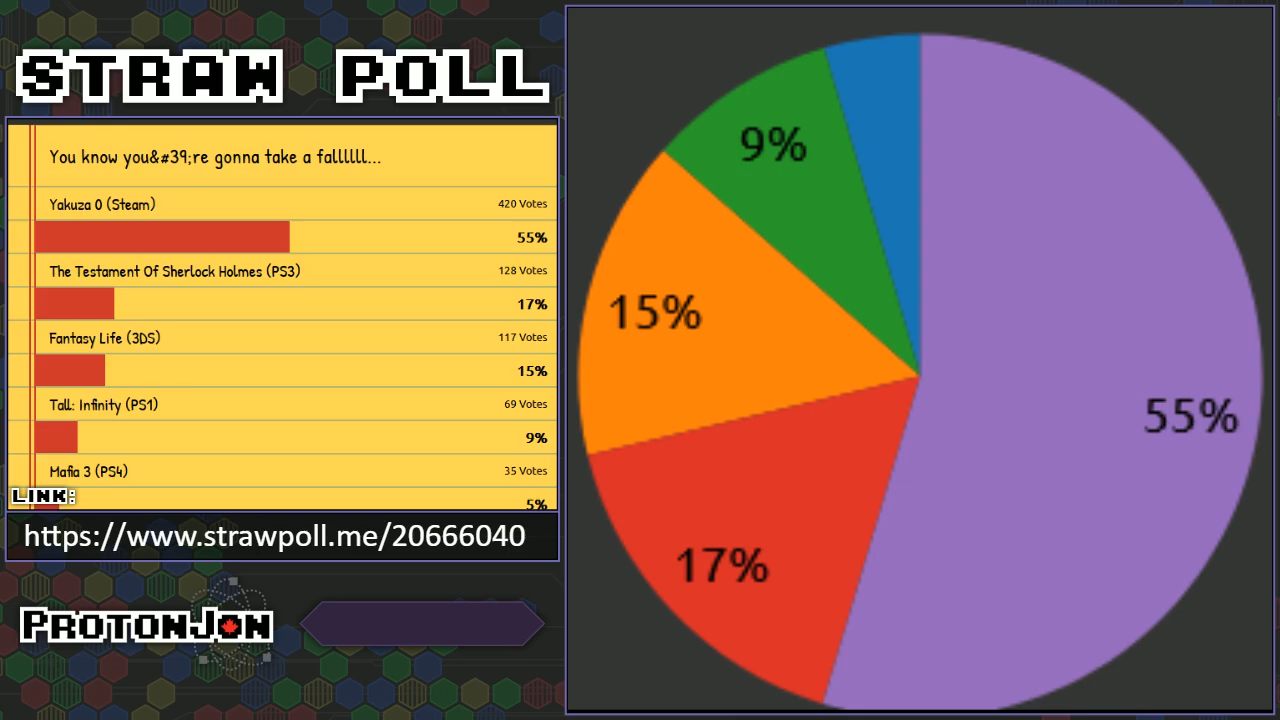 STRAW POLL
You know you&#39;re gonna take a fallllll...
Yakuza 0 (Steam)
420 Votes
55%
The Testament Of Sherlock Holmes (PS3)
128 Votes
17%
Fantasy Life (3DS)
117 Votes
15%
Tall: Infinity (PS1)
69 Votes
9%
Mafia 3 (PS4)
35 Votes
5%
LINK:
https://www.strawpoll.me/20666040
PROTONJON
9%
15%
55%
17%